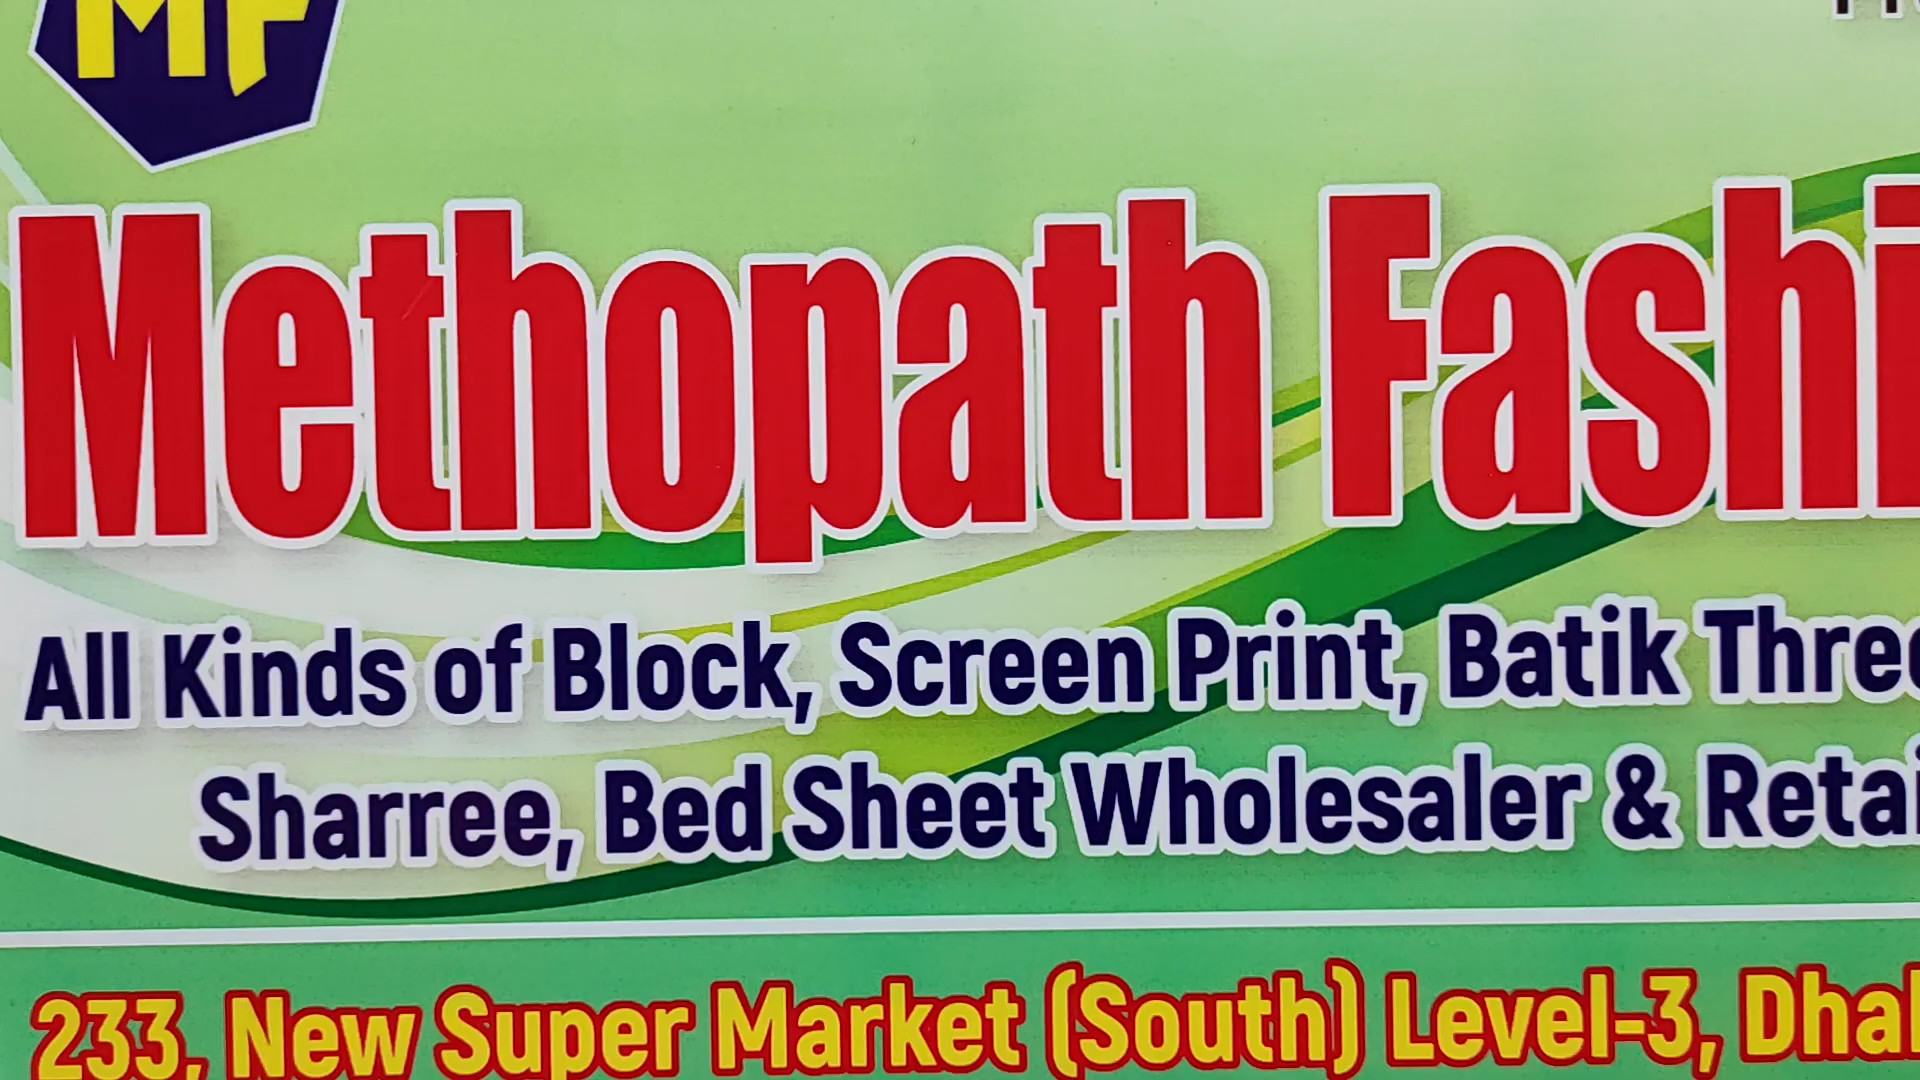 MF
Methopath Fashi
All Kinds of Block, Screen Print, Batik Three
Sharree, Bed Sheet Wholesaler & Retai
233, New Super Market (South) Level-3, Dhak